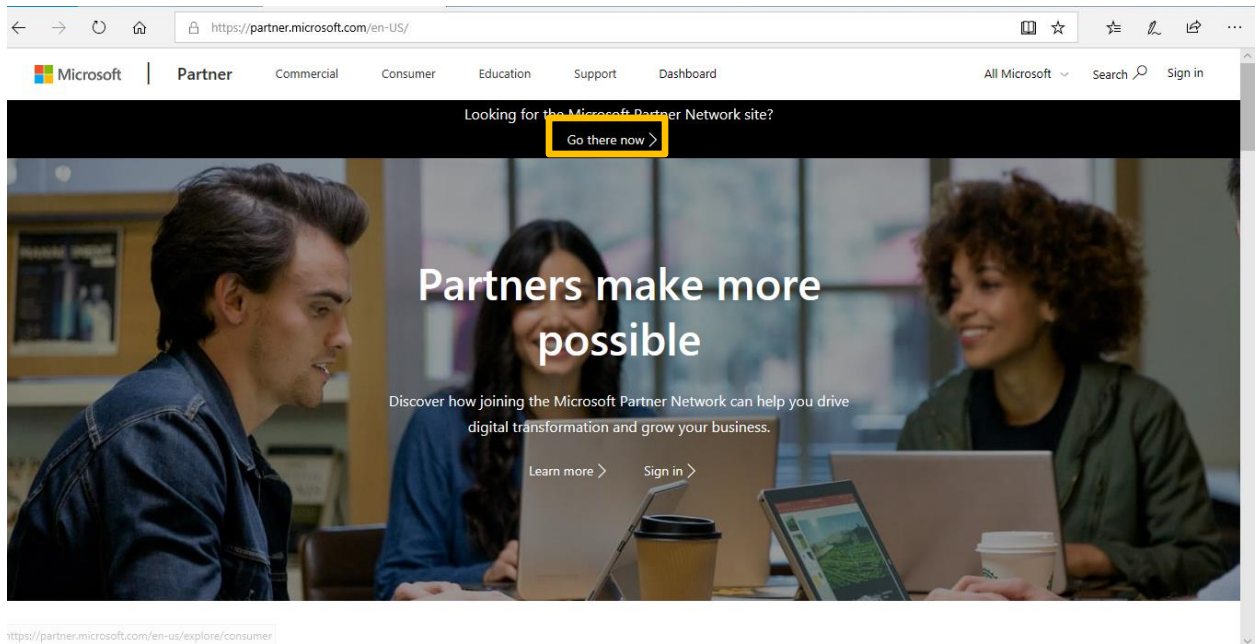 https://partner.microsoft.com/en-US/
Microsoft Partner Commercial Consumer Education Support Dashboard All Microsoft Search Sign in
Looking for the Microsoft Partner Network site?
Go there now
Partners make more
possible
Discover how joining the Microsoft Partner Network can help you drive
digital transformation and grow your business.
Learn more Sign in
https://partner.microsoft.com/en-us/explore/consumer